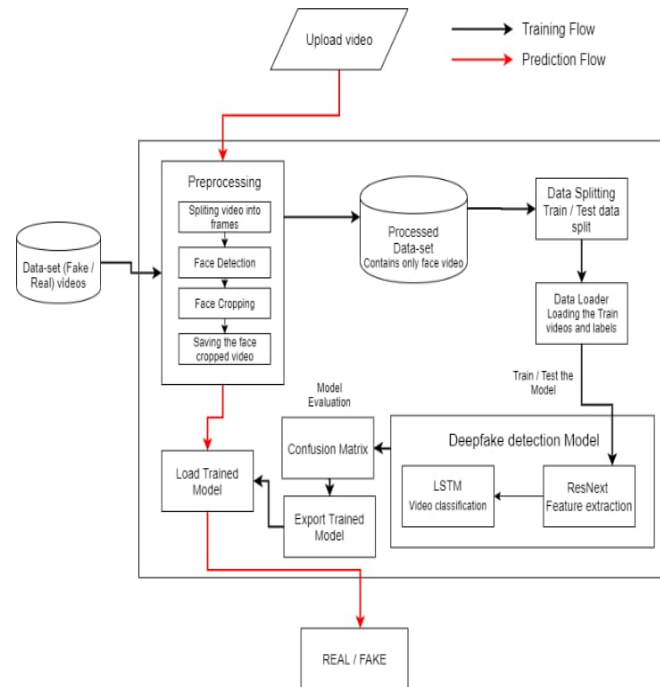 Upload video
Training Flow
Prediction Flow
Preprocessing
Spliting video into
frames
Face Detection
Face Cropping
Saving the face
cropped video
Data-set (Fake /
Real) videos
Processed
Data-set
Contains only face video
Data Splitting
Train / Test data
split
Data Loader
Loading the Train
videos and labels
Train / Test the
Model
Deepfake detection Model
ResNext
Feature extraction
LSTM
Video classification
Model
Evaluation
Confusion Matrix
Export Trained
Model
Load Trained
Model
REAL / FAKE